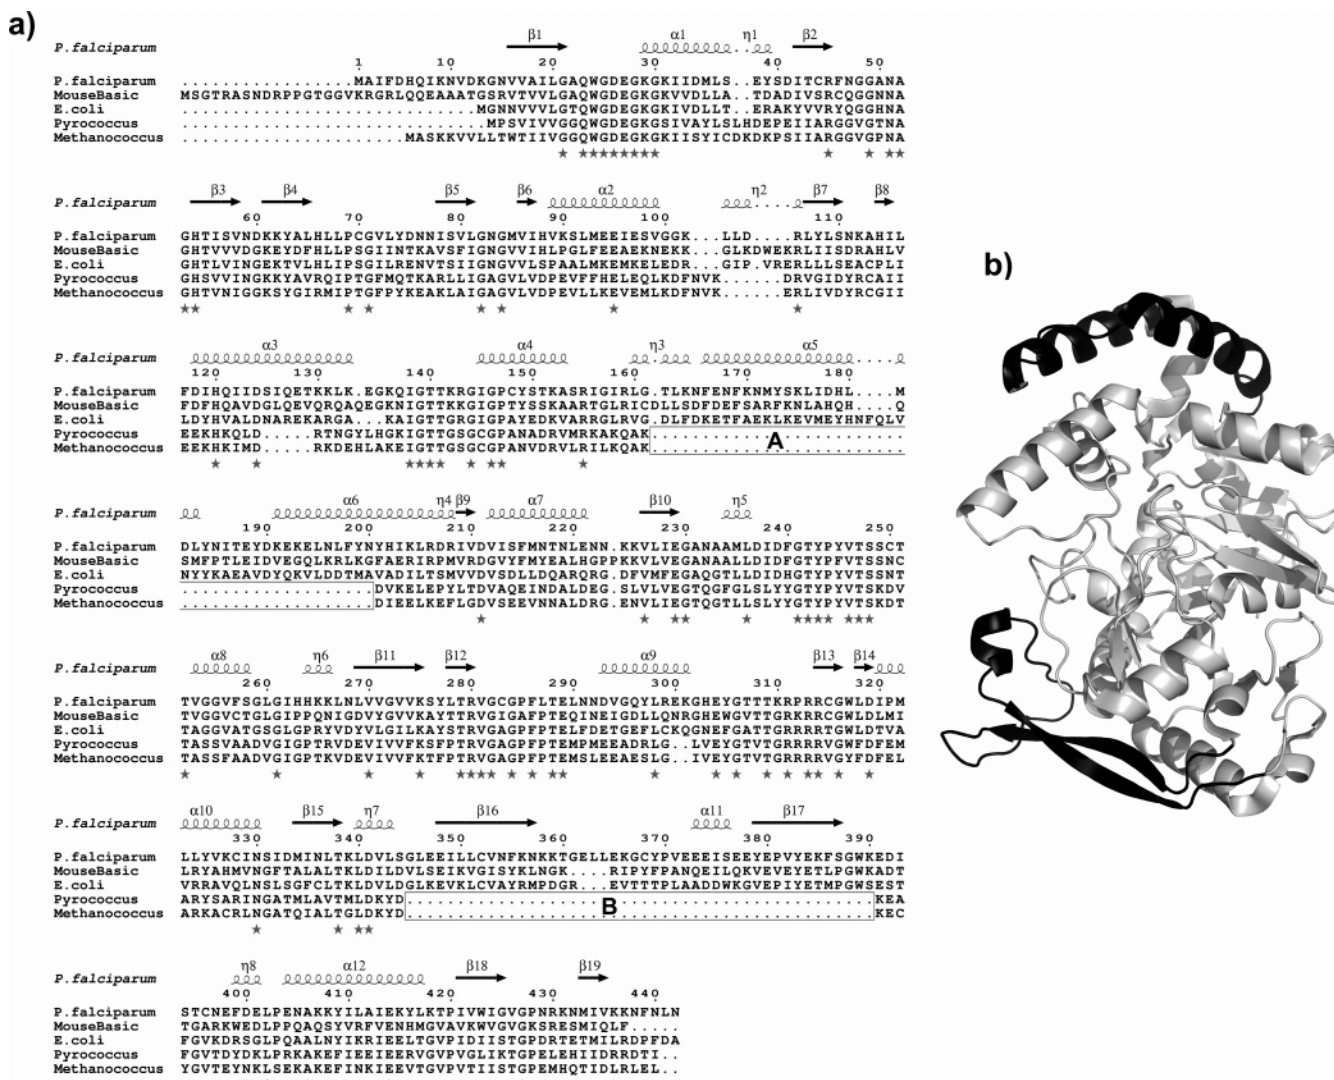 a)
β1 α1 η1 β2
P.falciparum
1 10 20 30 40 50
P.falciparum ..................MAIFDHQIKNVDKGNVVAILGAQWGDEGKGKIIDMLS..EYSDITCRFNGGANA
MouseBasic MSGTRASNDRPPGTGGVKRGRLQQEAAATGSRVTVVLGAQWGDEGKGKVVDLLA..TDADIVSRCQGGNNA
E.coli .............................MGNNVVVLGTQWGDEGKGKIVDLLT..ERAKYVVRYQGGHNA
Pyrococcus ..............................MPSVIVVGGQWGDEGKGSIVAYLSLHDEPEIIARGGVGTNA
Methanococcus ......................MASKKVVLLTWTIIVGGQWGDEGKGKIISYICDKDKPSIIARGGVGPNA
β3 β4 β5 β6 α2 η2 β7 β8
P.falciparum
60 70 80 90 100 110
P.falciparum GHTISVNDKKYALHLLPCGVLYDNNISVLGNGMVIHVKSLMEEIESVGGK...LLD....RLYLSNKAHIL
MouseBasic GHTVVVDGKEYDFHLLPSGIINTKAVSFIGNGVVIHLPGLFEEAEKNEKK...GLKDWEKRLIISDRAHLV
E.coli GHTLVINGEKTVLHLIPSGILRENVTSIIGNGVVLSPAALMKEMKELEDR...GIP.VRERLLLSEACPLI
Pyrococcus GHSVVINGKKYAVRQIPTGFMQTKARLLIGAGVLVDPEVFFHELEQLKDFNVK......DRVGIDYRCAII
Methanococcus GHTVNIGGKSYGIRMIPTGFPYKEAKLAIGAGVLVDPEVLLKEVEMLKDFNVK......ERLIVDYRCGII
α3 α4 η3 α5
P.falciparum
120 130 140 150 160 170 180
P.falciparum FDIHQIIDSIQETKKLK.EGKQIGTTKRGIGPCYSTKASRIGIRLG.TLKNFENFKNMYSKLIDHL....M
MouseBasic FDFHQAVDGLQEVQRQAQEGKNIGTTKKGIGPTYSSKAARTGLRICDLLSDFDEFSARFKNLAHQH....Q
E.coli LDYHVALDNAREKARGA..KAIGTTGRGIGPAYEDKVARRGLRVG.DLFDKETFAEKLKEVMEYHNFQLV
Pyrococcus EEKHKQLD.....RTNGYLHGKIGTTGSGCGPANADRVMRKAKQAK
Methanococcus EEKHKIMD.....RKDEHLAKEIGTTGSGCGPANVDRVLRILKQAK
A
α6 η4 β9 α7 β10 η5
P.falciparum
190 200 210 220 230 240 250
P.falciparum DLYNITEYDKEKELNLFYNYHIKLRDRIVDVISFMNTNLENN.KKVLIEGANAAMLDIDFGTYPYVTSSCT
MouseBasic SMFPTLEIDVEGQLKRLKGFAERIRPMVRDGVYFMYEALHGPPKKVLVEGANAALLDIDFGTYPFVTSSNC
E.coli NYYKAEAVDYQKVLDDTMAVADILTSMVVDVSDLLDQARQRG.DFVMFEGAQGTLLDIDHGTYPYVTSSNT
Pyrococcus DVKELEPYLTDVAQEINDALDEG.SLVLVEGTQGFGLSLYYGTYPYVTSKDV
Methanococcus DIEELKEFLGDVSEEVNNALDRG.ENVLIEGTQGTLLSLYYGTYPYVTSKDT
α8 η6 β11 β12 α9 β13 β14
P.falciparum
260 270 280 290 300 310 320
P.falciparum TVGGVFSGLGIHHKKLNLVVGVVKSYLTRVGCGPFLTELNNDVGQYLREKGHEYGTTTKRPRRCGWLDIPM
MouseBasic TVGGVCTGLGIPPQNIGDVYGVVKAYTTRVGIGAFPTEQINEIGDLLQNRGHEWGVTTGRKRRCGWLDLMI
E.coli TAGGVATGSGLGPRYVDYVLGILKAYSTRVGAGPFPTELFDETGEFLCKQGNEFGATTGRRRRTGWLDTVA
Pyrococcus TASSVAADVGIGPTRVDEVIVVFKSFPTRVGAGPFPTEMPMEEADRLG..LVEYGTVTGRRRRVGWFDFEM
Methanococcus TASSFAADVGIGPTKVDEVIVVFKTFPTRVGAGPFPTEMSLEEAESLG..IVEYGTVTGRRRRVGYFDFEL
α10 β15 η7 β16 α11 β17
P.falciparum
330 340 350 360 370 380 390
P.falciparum LLYVKCINSIDMINLTKLDVLSGLEEILLCVNFKNKKTGELLEKGCYPVEEEISEEYEPVYEKFSGWKEDI
MouseBasic LRYAHMVNGFTALALTKLDILDVLSEIKVGISYKLNGK....RIPYFPANQEILQKVEVEYETLPGWKADT
E.coli VRRAVQLNSLSGFCLTKLDVLDGLKEVKLCVAYRMPDGR...EVTTTPLAADDWKGVEPIYETMPGWSEST
Pyrococcus ARYSARINGATMLAVTMLDKYD KEA
Methanococcus ARKACRLNGATQIALTGLDKYD KEC
B
η8 α12 β18 β19
P.falciparum
400 410 420 430 440
P.falciparum STCNEFDELPENAKKYILAIEKYLKTPIVWIGVGPNRKNMIVKKNFNLN
MouseBasic TGARKWEDLPPQAQSYVRFVENHMGVAVKWVGVGKSRESMIQLF.....
E.coli FGVKDRSGLPQAALNYIKRIEELTGVPIDIISTGPDRTETMILRDPFDA
Pyrococcus FGVTDYDKLPRKAKEFIEEIEERVGVPVGLIKTGPELEHIIDRRDTI..
Methanococcus YGVTEYNKLSEKAKEFINKIEEVTGVPVTIISTGPEMHQTIDLRLEL..
b)